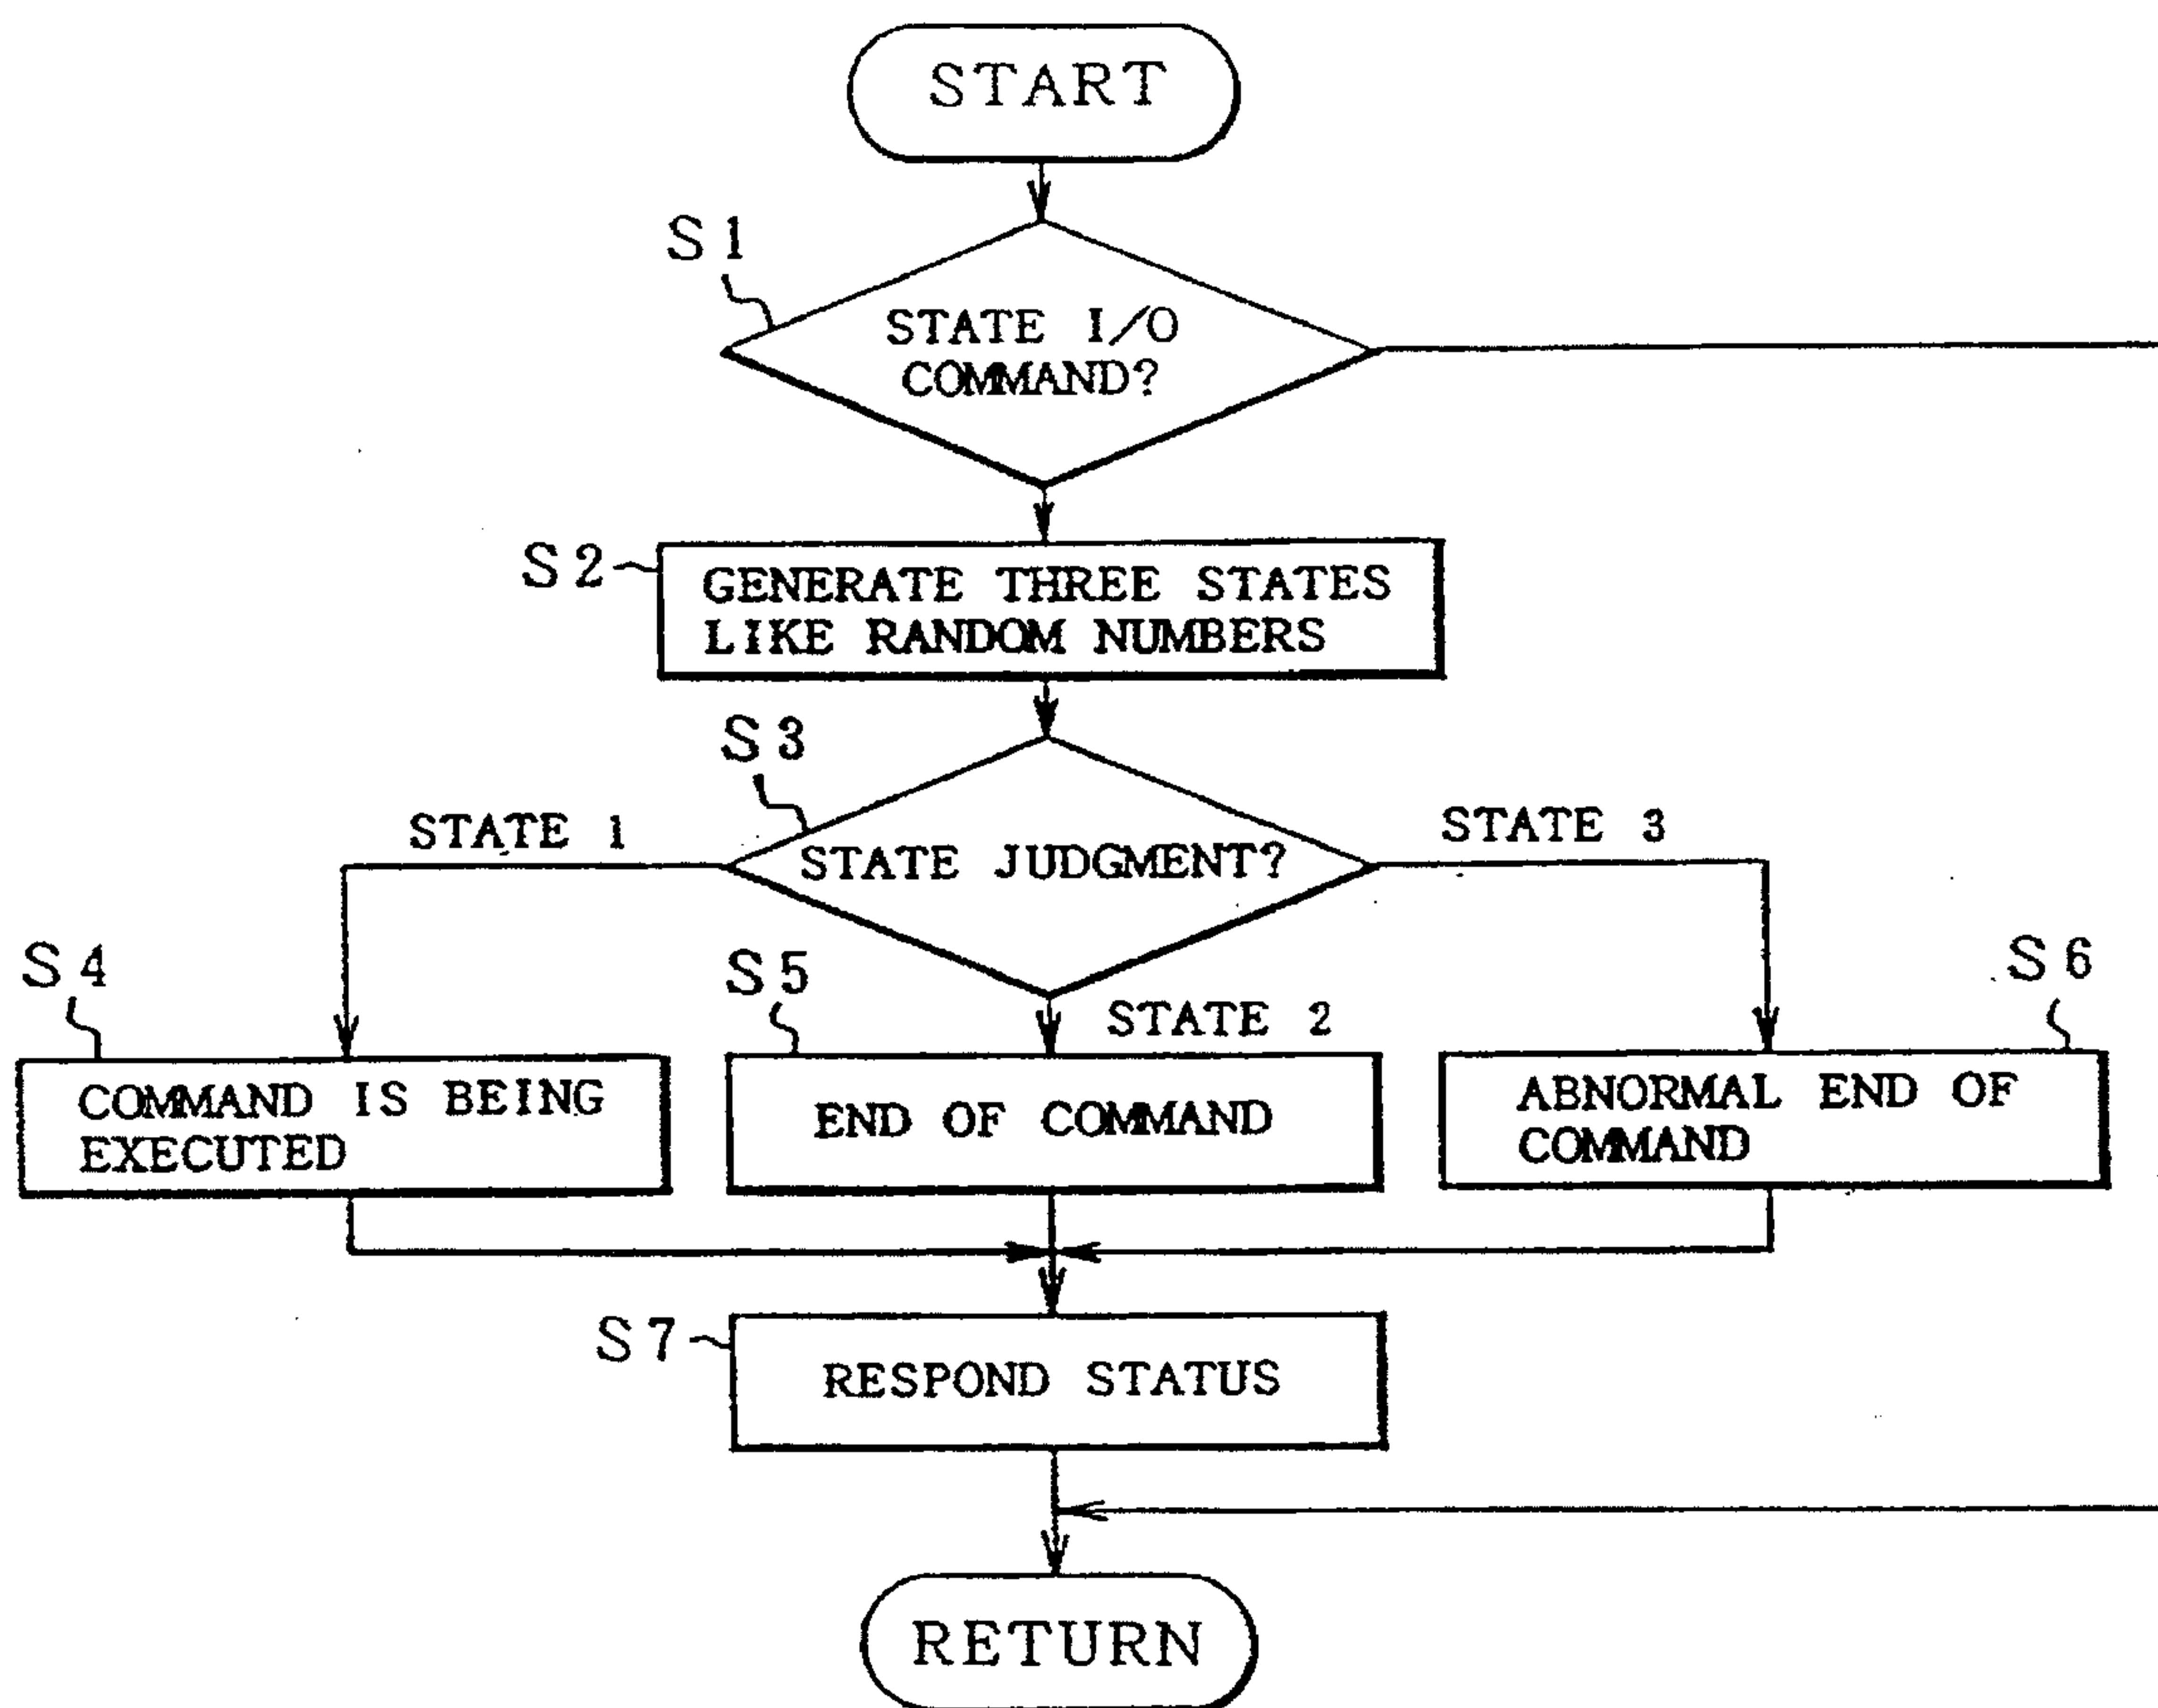 START
S1
STATE I/O
COMMAND?
S2
GENERATE THREE STATES
LIKE RANDOM NUMBERS
S3
STATE JUDGMENT?
STATE 1
STATE 3
STATE 2
S4
COMMAND IS BEING
EXECUTED
S5
END OF COMMAND
S6
ABNORMAL END OF
COMMAND
S7
RESPOND STATUS
RETURN